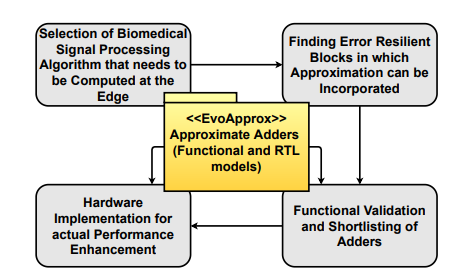 Selection of Biomedical
Signal Processing
Algorithm that needs to
be Computed at the
Edge
Finding Error Resilient
Blocks in which
Approximation can be
Incorporated
<<EvoApprox>>
Approximate Adders
(Functional and RTL
models)
Hardware
Implementation for
actual Performance
Enhancement
Functional Validation
and Shortlisting of
Adders